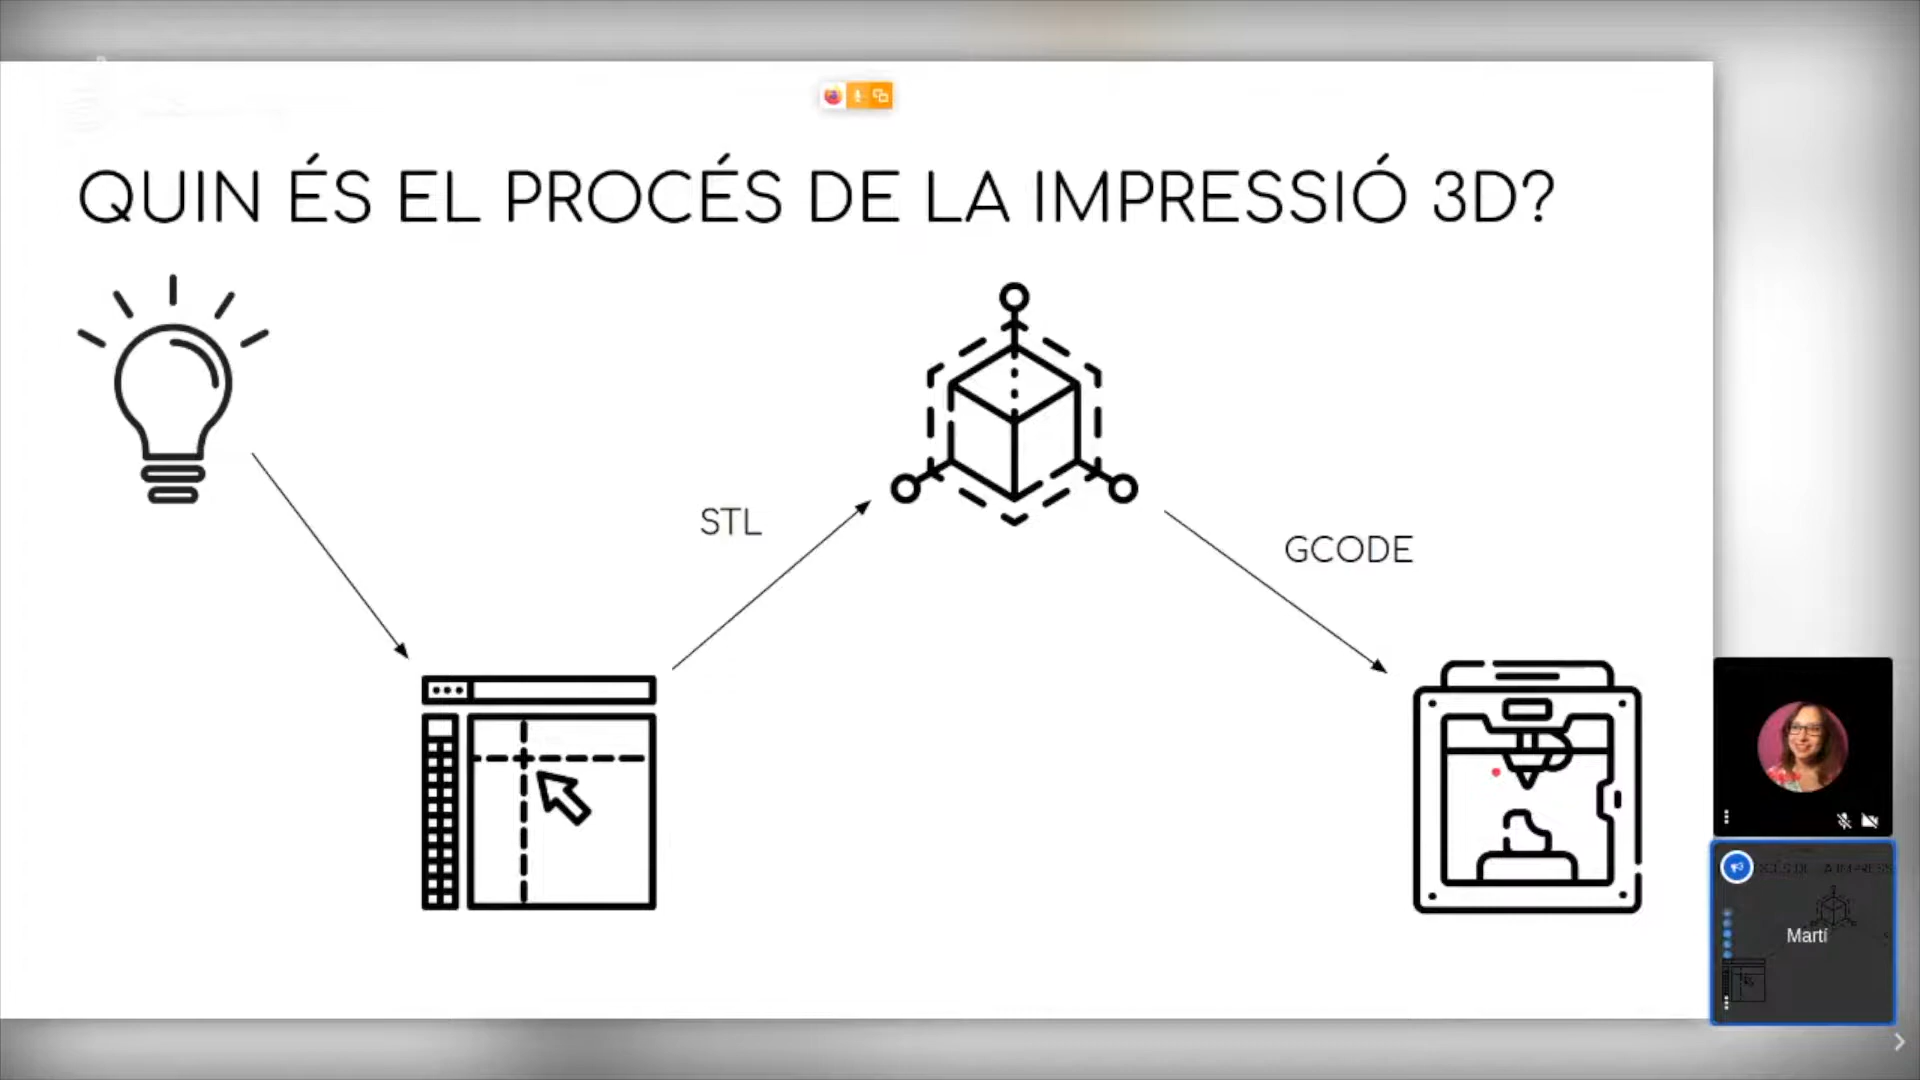 QUIN ÉS EL PROCÉS DE LA IMPRESSIÓ 3D?
STL
GCODE
Martí